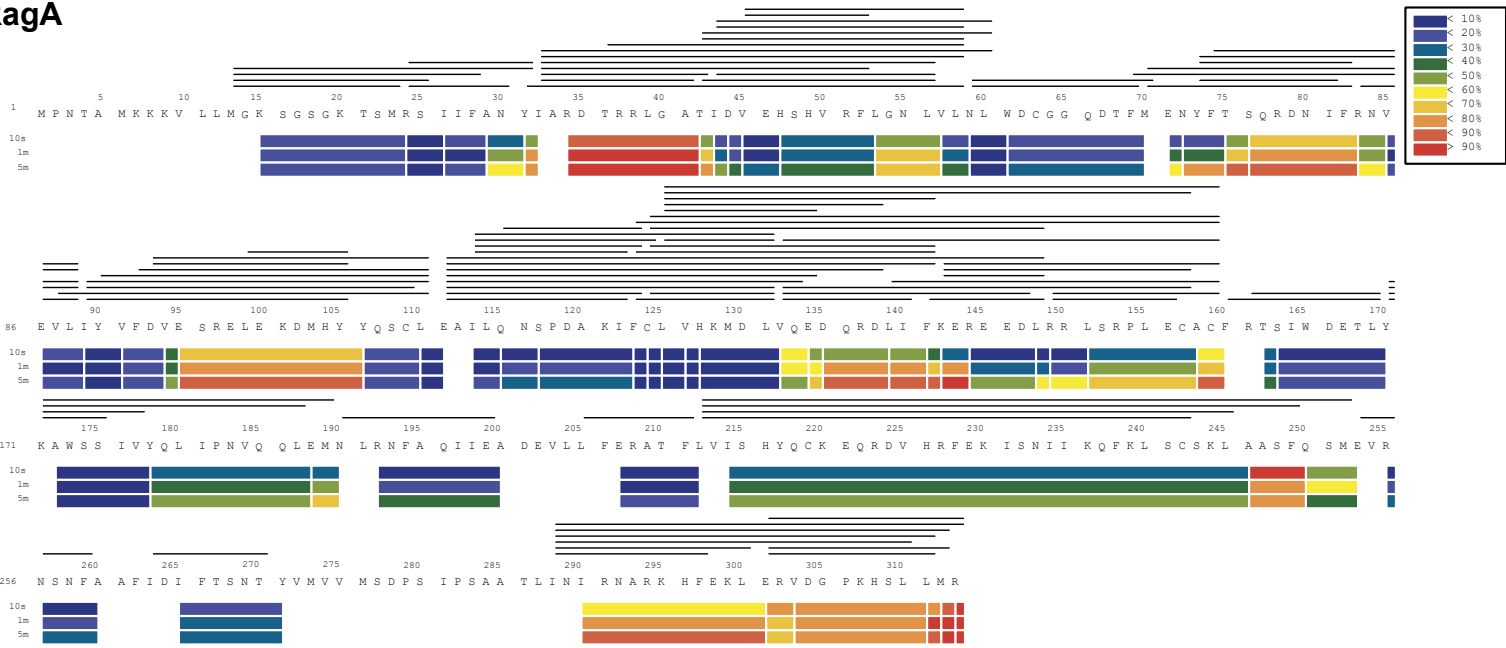 RagA
< 10%
< 20%
< 30%
< 40%
< 50%
< 60%
< 70%
< 80%
< 90%
> 90%
5 10 15 20 25 30 35 40 45 50 55 60 65 70 75 80 85
1 MPNTA MKKKV LLMGK SGSGK TSMRS IIFAN YIARD TRRLG ATIDV EHSHV RFLGN LVLNL WDCGG QDTFM ENYFT SQRDN IFRNV
10s
1m
5m
90 95 100 105 110 115 120 125 130 135 140 145 150 155 160 165 170
86 EVLIY VFDVE SRELE KDMHY YQSCL EAILQ NSPDA KIFCL VHKMD LVQED QRDLI FKERE EDLRR LSRPL ECACF RTSIW DETLY
10s
1m
5m
175 180 185 190 195 200 205 210 215 220 225 230 235 240 245 250 255
171 KAWSS IVYQL IPNVQ QLEMN LRNFA QIIEA DEVLL FERAT FLVIS HYQCK EQRDV HRFEK ISNII KQFKL SCSKL AASFQ SMEVR
10s
1m
5m
260 265 270 275 280 285 290 295 300 305 310
256 NSNFA AFIDI FTSNT YVMVV MSDPS IPSAA TLINI RNARK HFEKL ERVDG PKHSL LMR
10s
1m
5m